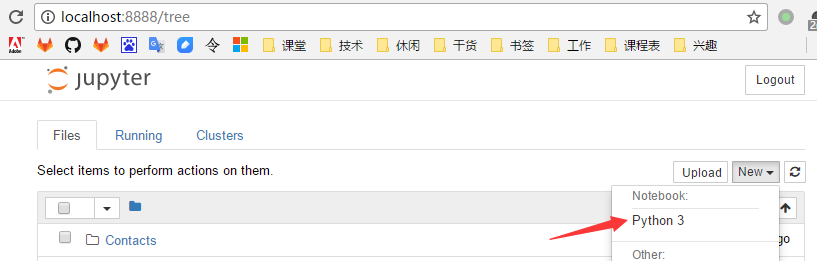 localhost:8888/tree
令 课堂 技术 休闲 干货 书签 工作 课程表 兴趣
jupyter
Logout
Files Running Clusters
Select items to perform actions on them.
Upload New
Notebook:
Python 3
Contacts
go
Other: